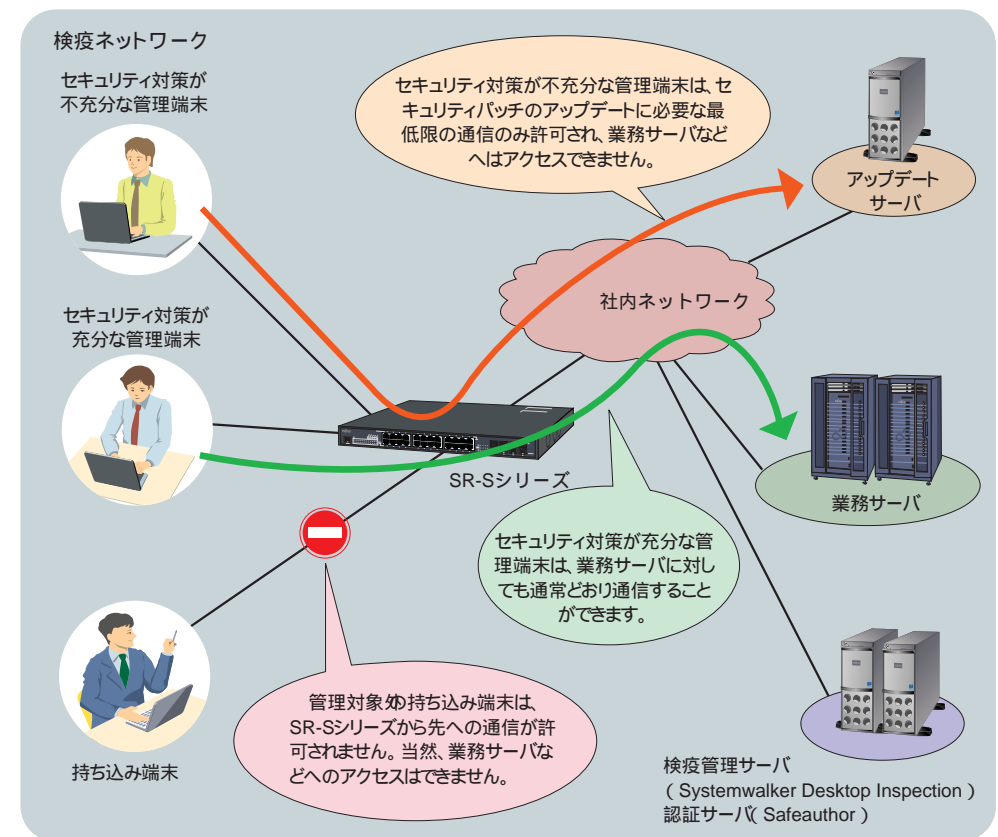 検疫ネットワーク
セキュリティ対策が
不充分な管理端末
セキュリティ対策が不充分な管理端末は、セ
キュリティパッチのアップデートに必要な最
低限の通信のみ許可され、業務サーバなど
へはアクセスできません。
アップデート
サーバ
社内ネットワーク
セキュリティ対策が
充分な管理端末
SR-Sシリーズ
業務サーバ
セキュリティ対策が充分な管
理端末は、業務サーバに対し
ても通常どおり通信すること
ができます。
管理対象外の持ち込み端末は、
SR-Sシリーズから先への通信が許
可されません。当然、業務サーバな
どへのアクセスはできません。
持ち込み端末
検疫管理サーバ
（Systemwalker Desktop Inspection）
認証サーバ（Safeauthor）